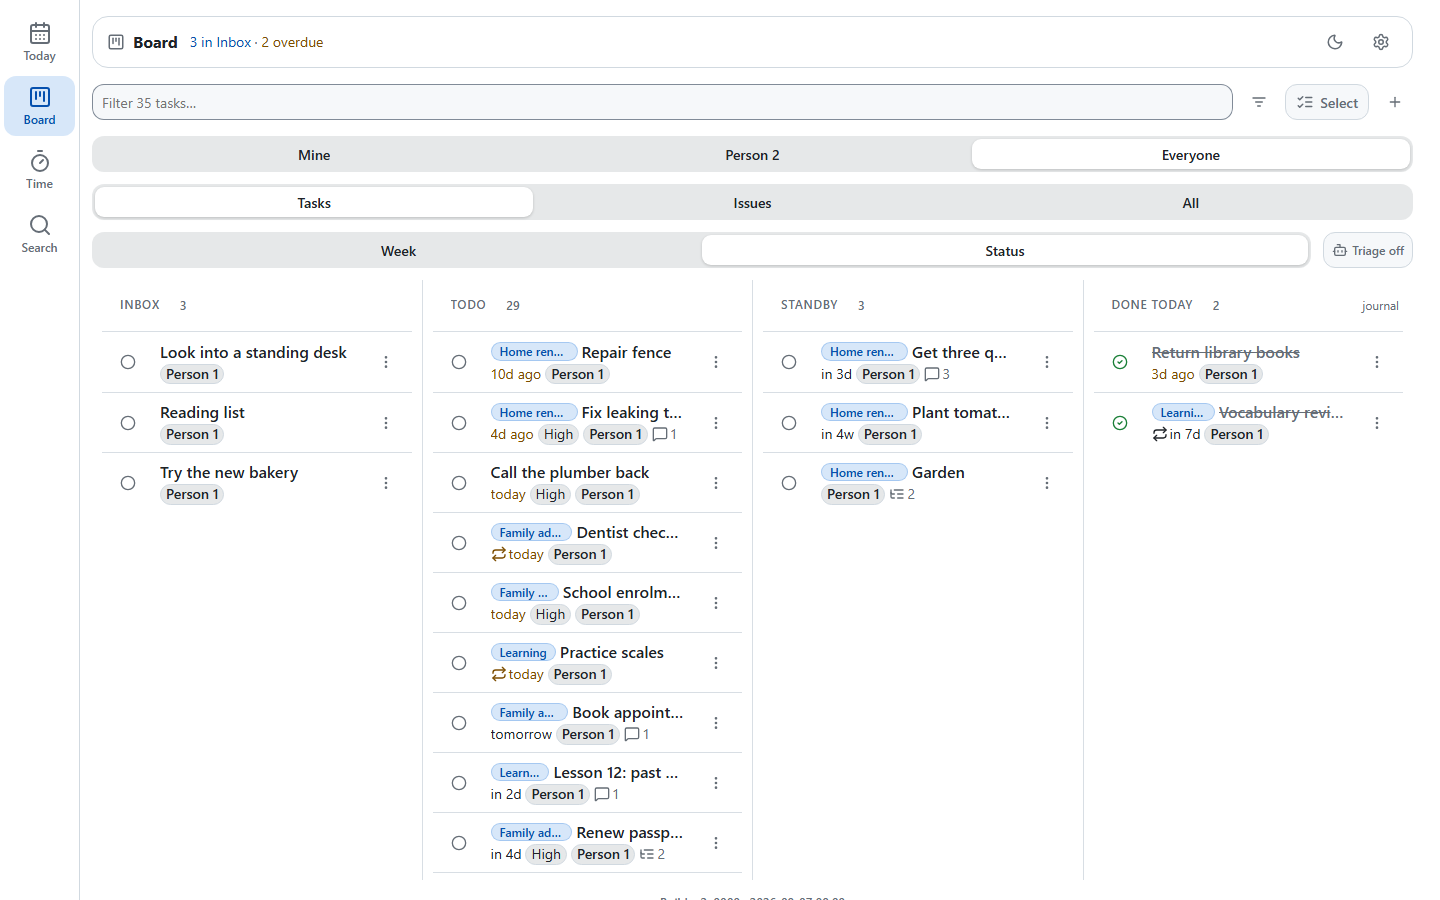 Today
Board
Time
Search
Board 3 in Inbox · 2 overdue
Filter 35 tasks...
Select
Mine
Person 2
Everyone
Tasks
Issues
All
Week
Status
Triage off
INBOX 3
Look into a standing desk
Person 1
Reading list
Person 1
Try the new bakery
Person 1
TODO 29
Home ren... Repair fence
10d ago Person 1
Home ren... Fix leaking t...
4d ago High Person 1 1
Call the plumber back
today High Person 1
Family ad... Dentist chec...
today Person 1
Family ... School enrolm...
today High Person 1
Learning Practice scales
today Person 1
Family a... Book appoint...
tomorrow Person 1 1
Learn... Lesson 12: past ...
in 2d Person 1 1
Family ad... Renew passp...
in 4d High Person 1 2
STANDBY 3
Home ren... Get three q...
in 3d Person 1 3
Home ren... Plant tomat...
in 4w Person 1
Home ren... Garden
Person 1 2
DONE TODAY 2
journal
Return library books
3d ago Person 1
Learni... Vocabulary revi...
in 7d Person 1